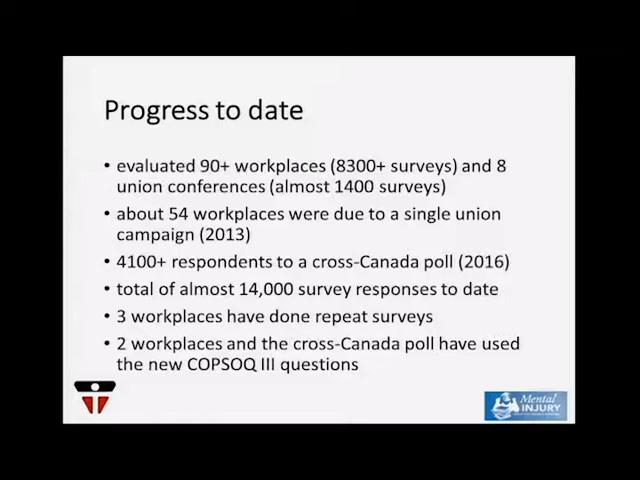 Progress to date
• evaluated 90+ workplaces (8300+ surveys) and 8
union conferences (almost 1400 surveys)
• about 54 workplaces were due to a single union
campaign (2013)
• 4100+ respondents to a cross-Canada poll (2016)
• total of almost 14,000 survey responses to date
• 3 workplaces have done repeat surveys
• 2 workplaces and the cross-Canada poll have used
the new COPSOQ III questions
Mental
INJURY